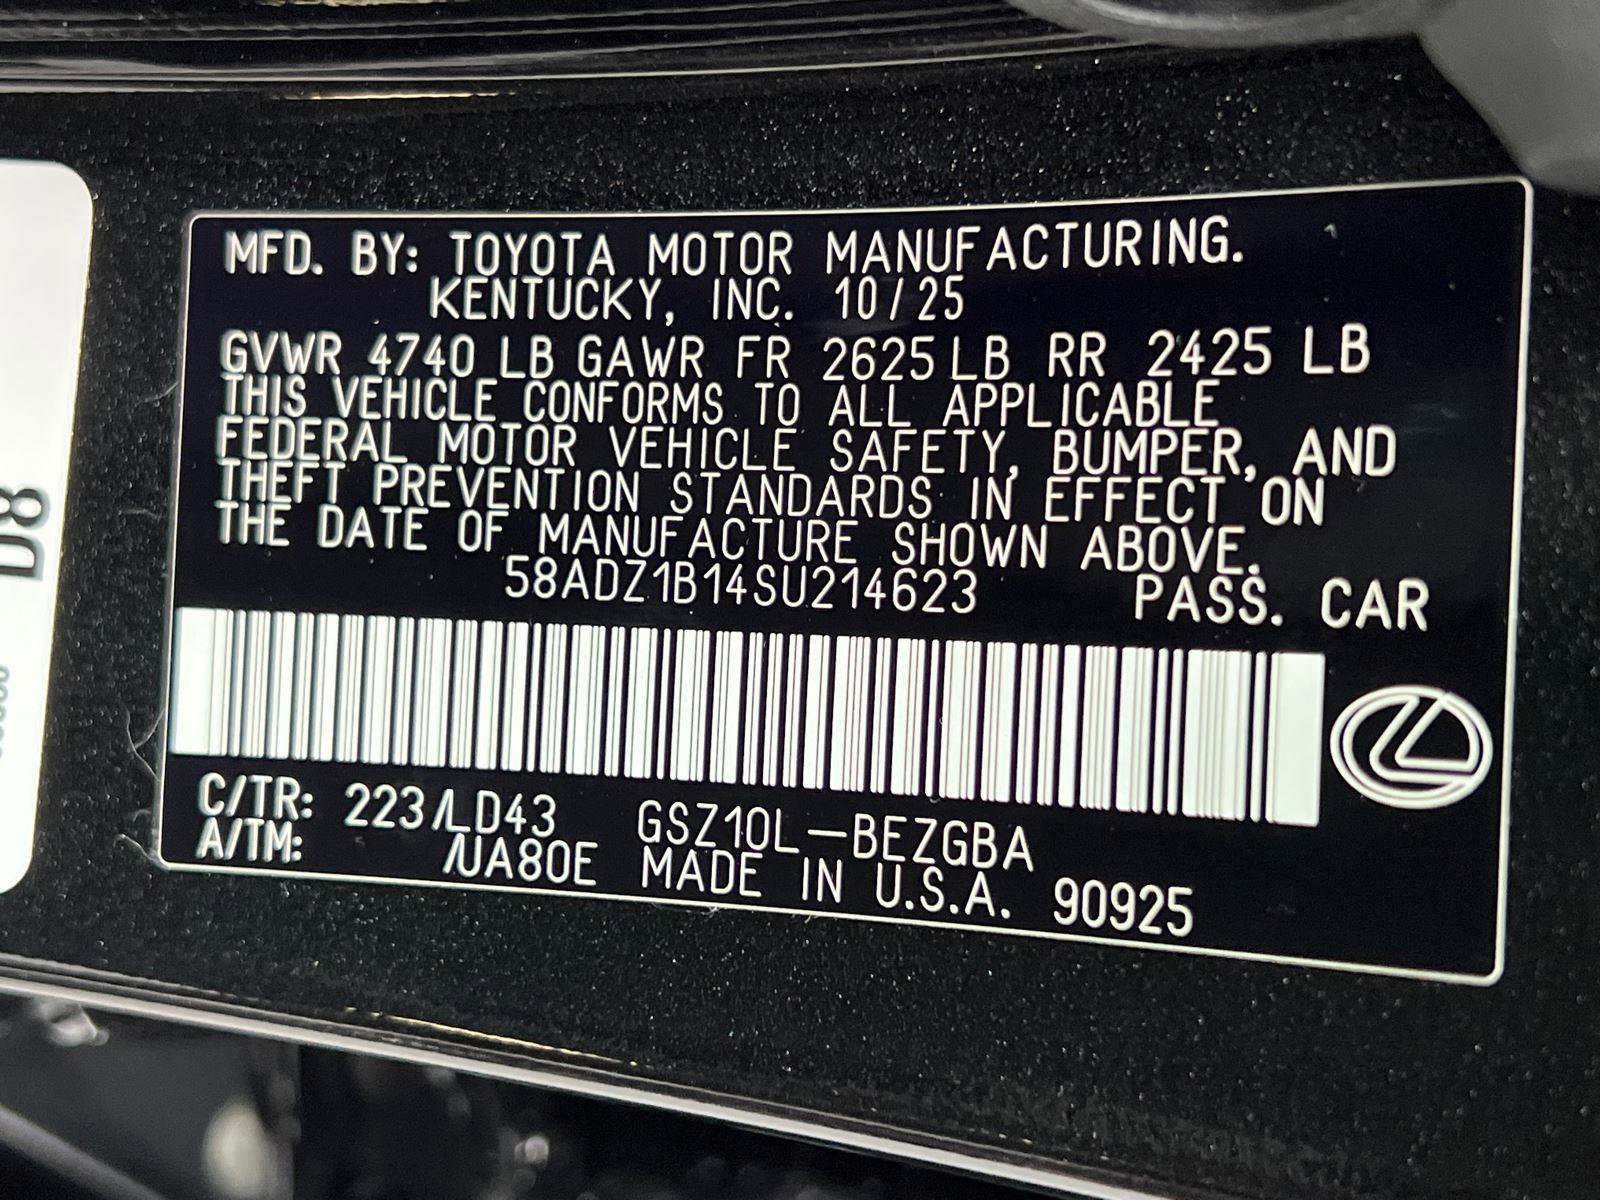 MFD. BY: TOYOTA MOTOR MANUFACTURING.
KENTUCKY, INC. 10/25
GVWR 4740 LB GAWR FR 2625 LB RR 2425 LB
THIS VEHICLE CONFORMS TO ALL APPLICABLE
FEDERAL MOTOR VEHICLE SAFETY, BUMPER, AND
THEFT PREVENTION STANDARDS IN EFFECT ON
THE DATE OF MANUFACTURE SHOWN ABOVE.
58ADZ1B14SU214623 PASS. CAR
C/TR: 223/LD43 GSZ10L-BEZGBA
A/TM: /UA80E MADE IN U.S.A. 90925
D8